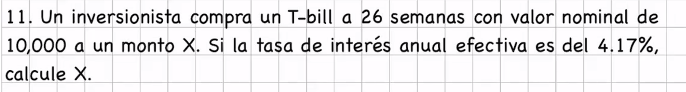 11. Un inversionista compra un T-bill a 26 semanas con valor nominal de
10,000 a un monto X. Si la tasa de interés anual efectiva es del 4.17%,
calcule X.